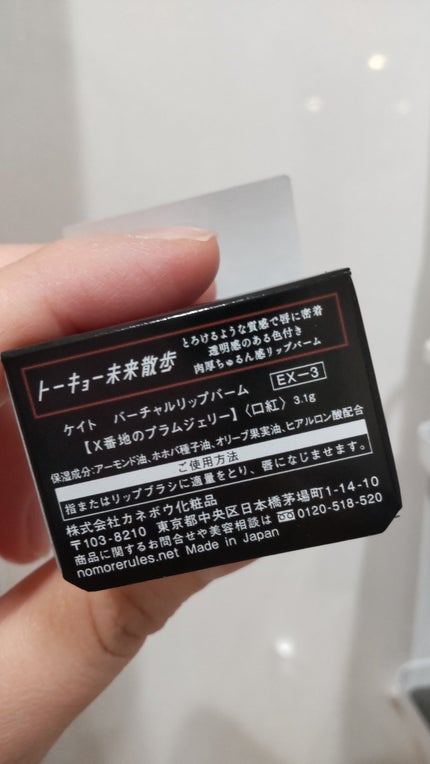 トーキョー未来散歩
とろけるような質感で唇に密着
透明感のある色付き
肉厚ちゅるん感リップバーム
ケイト　バーチャルリップバーム
EX-3
【X番地のプラムジェリー】〈口紅〉3.1g
保湿成分:アーモンド油、ホホバ種子油、オリーブ果実油、ヒアルロン酸配合
ご使用方法
指またはリップブラシに適量をとり、唇になじませます。
株式会社カネボウ化粧品
〒103-8210　東京都中央区日本橋茅場町1-14-10
商品に関するお問合せや美容相談は 0120-518-520
nomorerules.net Made in Japan